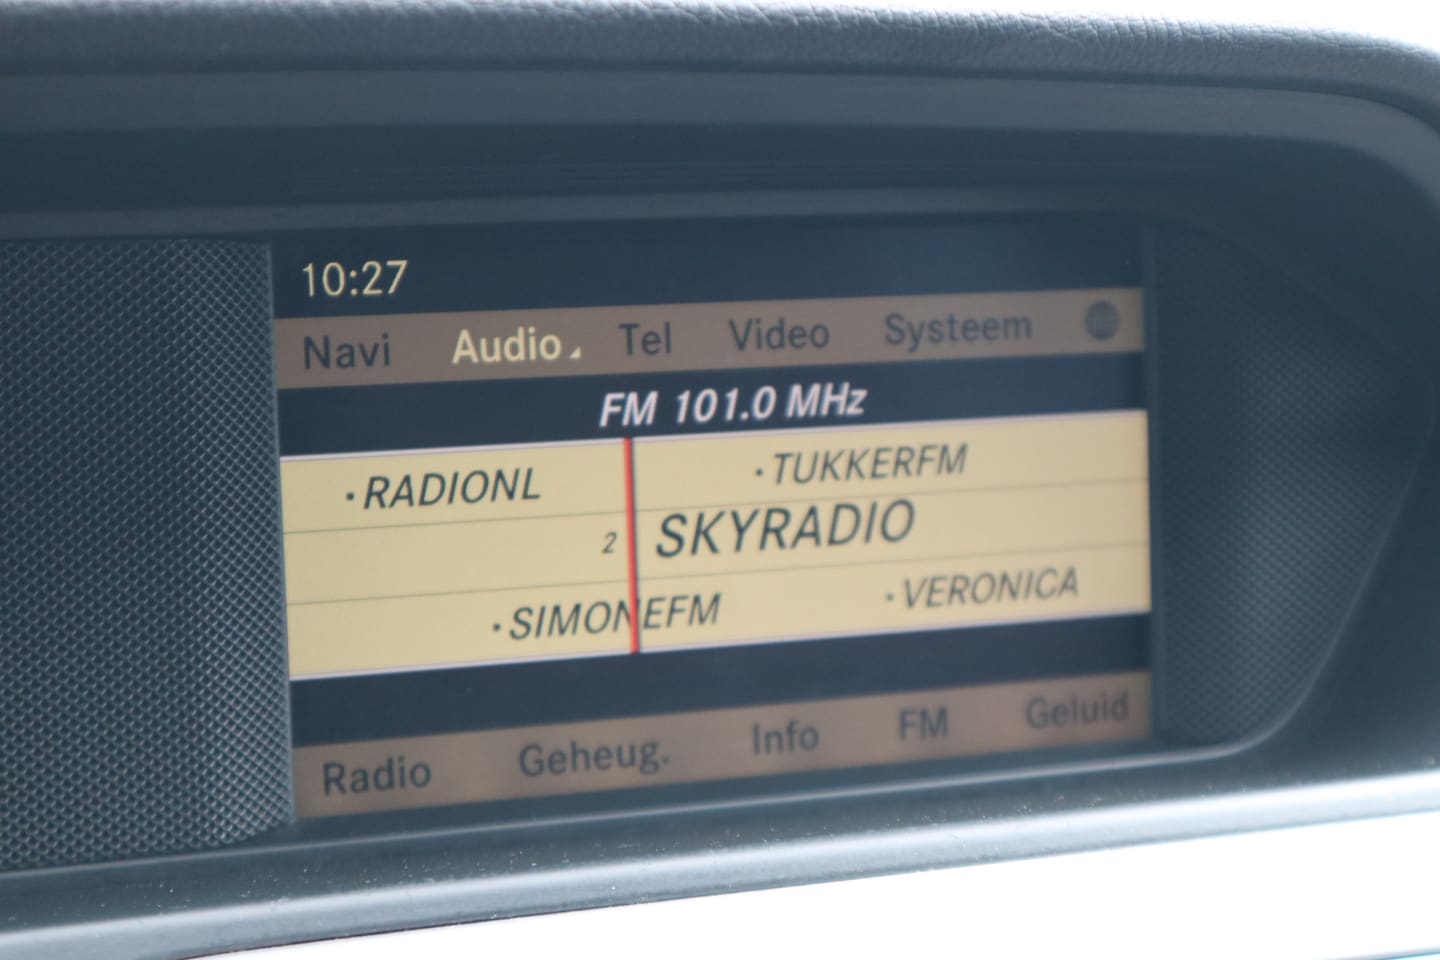 10:27
Navi Audio Tel Video Systeem
FM 101.0 MHz
·RADIONL ·TUKKERFM
2 SKYRADIO
·SIMONEFM ·VERONICA
Radio Geheug. Info FM Geluid